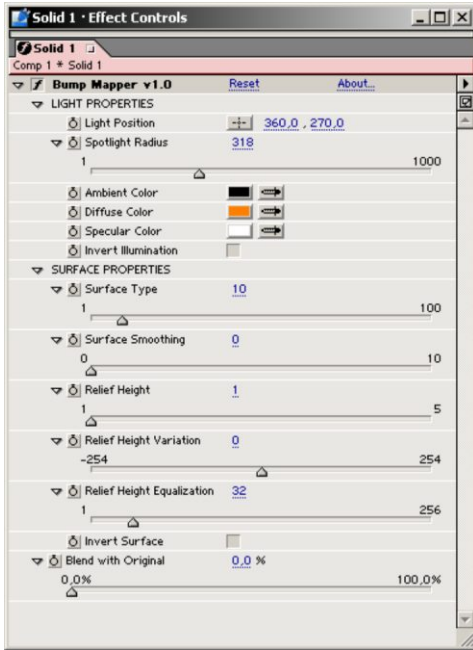 Solid 1 · Effect Controls
Solid 1
Comp 1 * Solid 1
Bump Mapper v1.0 Reset About...
LIGHT PROPERTIES
Light Position 360,0 , 270,0
Spotlight Radius 318
1 1000
Ambient Color
Diffuse Color
Specular Color
Invert Illumination
SURFACE PROPERTIES
Surface Type 10
1 100
Surface Smoothing 0
0 10
Relief Height 1
1 5
Relief Height Variation 0
-254 254
Relief Height Equalization 32
1 256
Invert Surface
Blend with Original 0,0 %
0,0% 100,0%